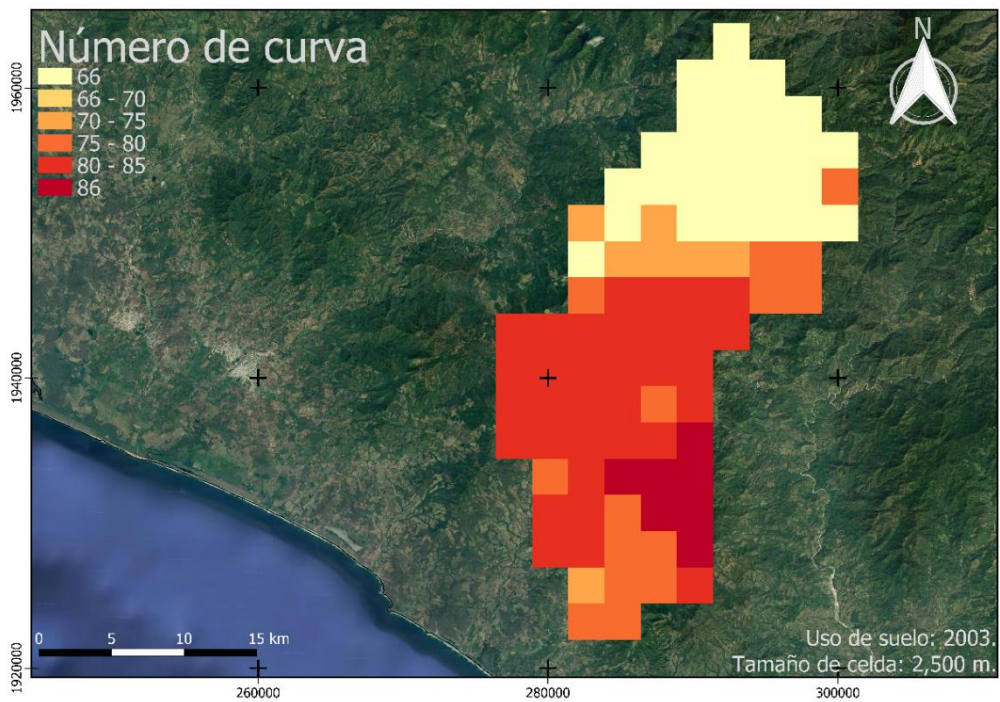 Número de curva
66
66 - 70
70 - 75
75 - 80
80 - 85
86
N
1960000
1940000
1920000
0 5 10 15 km
Uso de suelo: 2003.
Tamaño de celda: 2,500 m.
260000 280000 300000